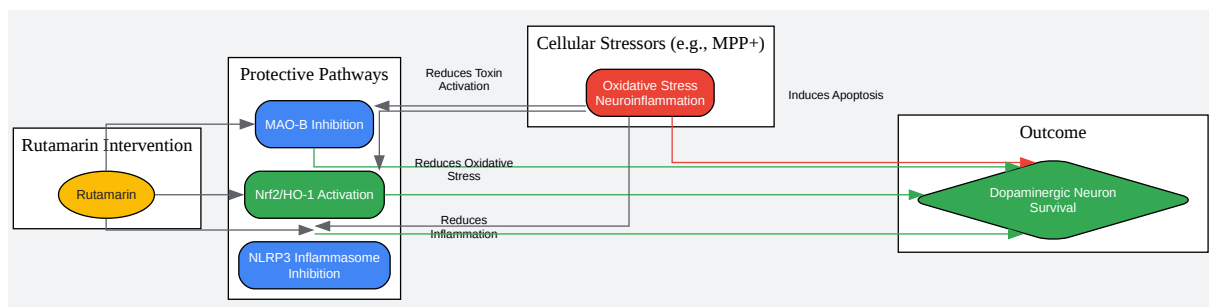 Cellular Stressors (e.g., MPP+)
Oxidative Stress
Neuroinflammation
Protective Pathways
Reduces Toxin
Activation
Induces Apoptosis
MAO-B Inhibition
Rutamarin Intervention
Outcome
Reduces Oxidative
Stress
Rutamarin
Nrf2/HO-1 Activation
Dopaminergic Neuron
Survival
Reduces
Inflammation
NLRP3 Inflammasome
Inhibition